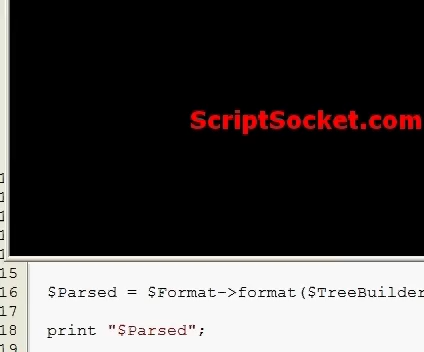 ScriptSocket.com
15
16 $Parsed = $Format->format($TreeBuilder
17
18 print "$Parsed";
19